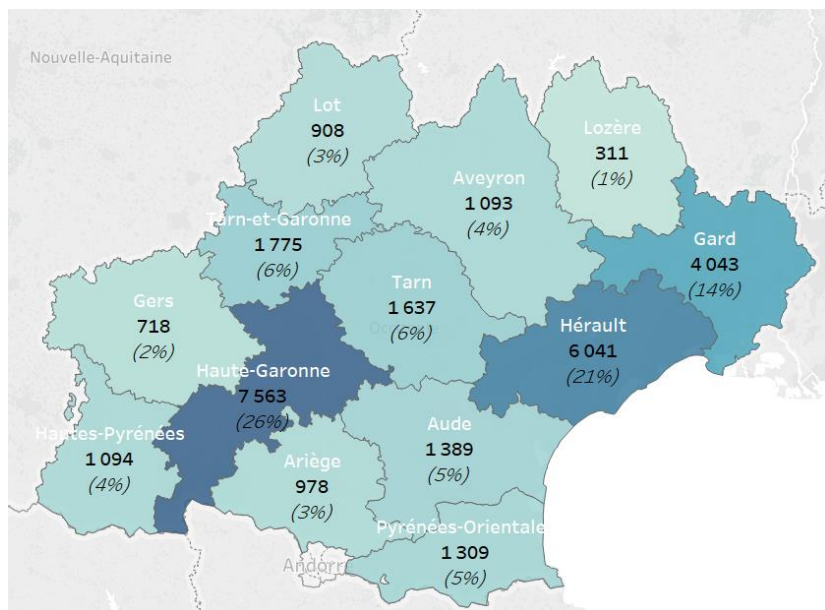 Nouvelle-Aquitaine
Lot
908
(3%)
Lozère
311
(1%)
Aveyron
1 093
(4%)
Tarn-et-Garonne
1 775
(6%)
Gard
4 043
(14%)
Tarn
1 637
(6%)
Gers
718
(2%)
Hérault
6 041
(21%)
Haute-Garonne
7 563
(26%)
Aude
1 389
(5%)
Hautes-Pyrénées
1 094
(4%)
Ariège
978
(3%)
Pyrénées-Orientale
1 309
(5%)
Andorr